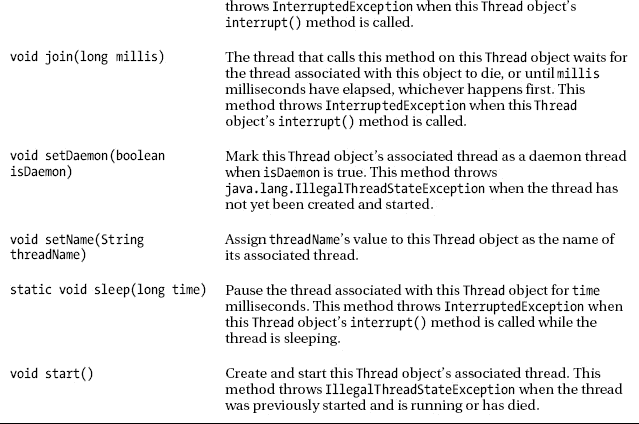 throws InterruptedException when this Thread object's
interrupt() method is called.
void join(long millis)
The thread that calls this method on this Thread object waits for
the thread associated with this object to die, or until millis
milliseconds have elapsed, whichever happens first. This
method throws InterruptedException when this Thread
object's interrupt() method is called.
void setDaemon(boolean
isDaemon)
Mark this Thread object's associated thread as a daemon thread
when isDaemon is true. This method throws
java.lang.IllegalThreadStateException when the thread has
not yet been created and started.
void setName(String
threadName)
Assign threadName's value to this Thread object as the name of
its associated thread.
static void sleep(long time)
Pause the thread associated with this Thread object for time
milliseconds. This method throws InterruptedException when
this Thread object's interrupt() method is called while the
thread is sleeping.
void start()
Create and start this Thread object's associated thread. This
method throws IllegalThreadStateException when the thread
was previously started and is running or has died.